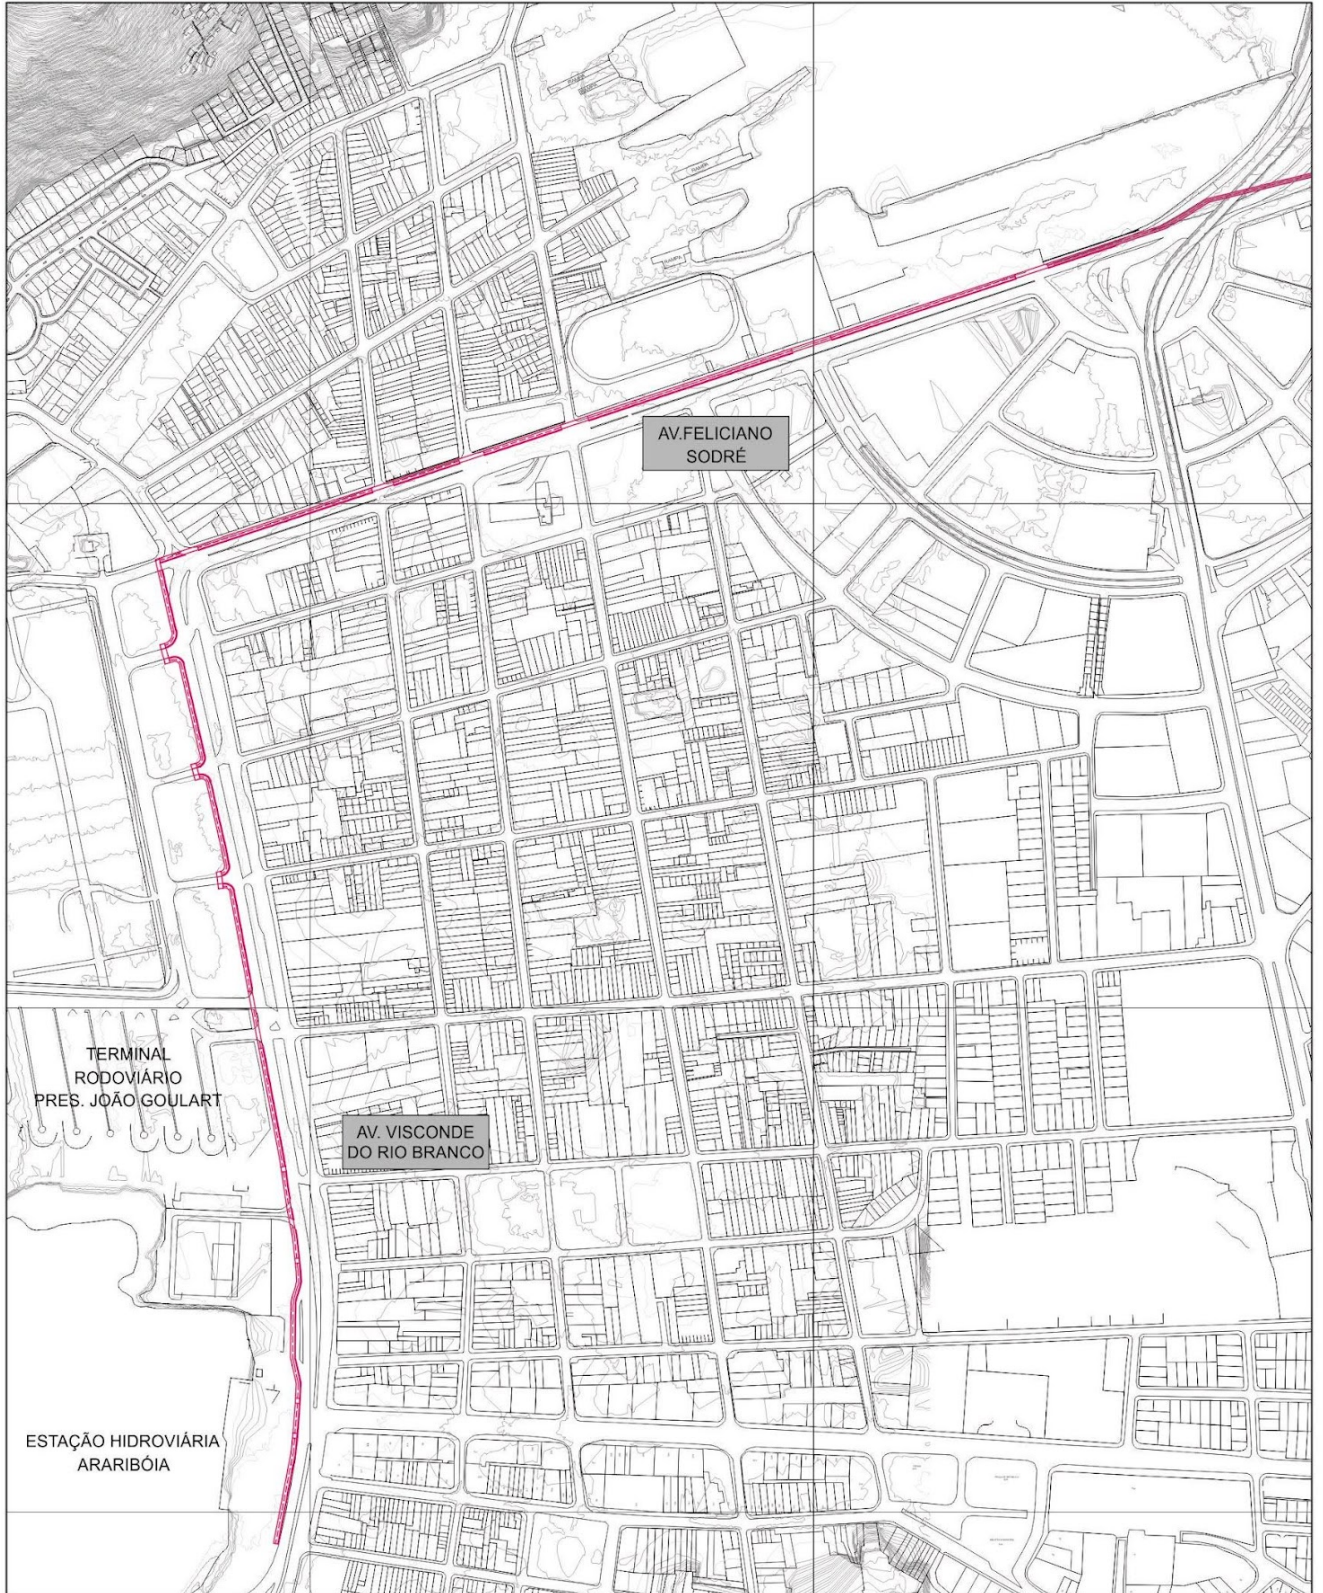 AV.FELICIANO
SODRÉ
TERMINAL
RODOVIÁRIO
PRES. JOÃO GOULART
AV. VISCONDE
DO RIO BRANCO
ESTAÇÃO HIDROVIÁRIA
ARARIBÓIA